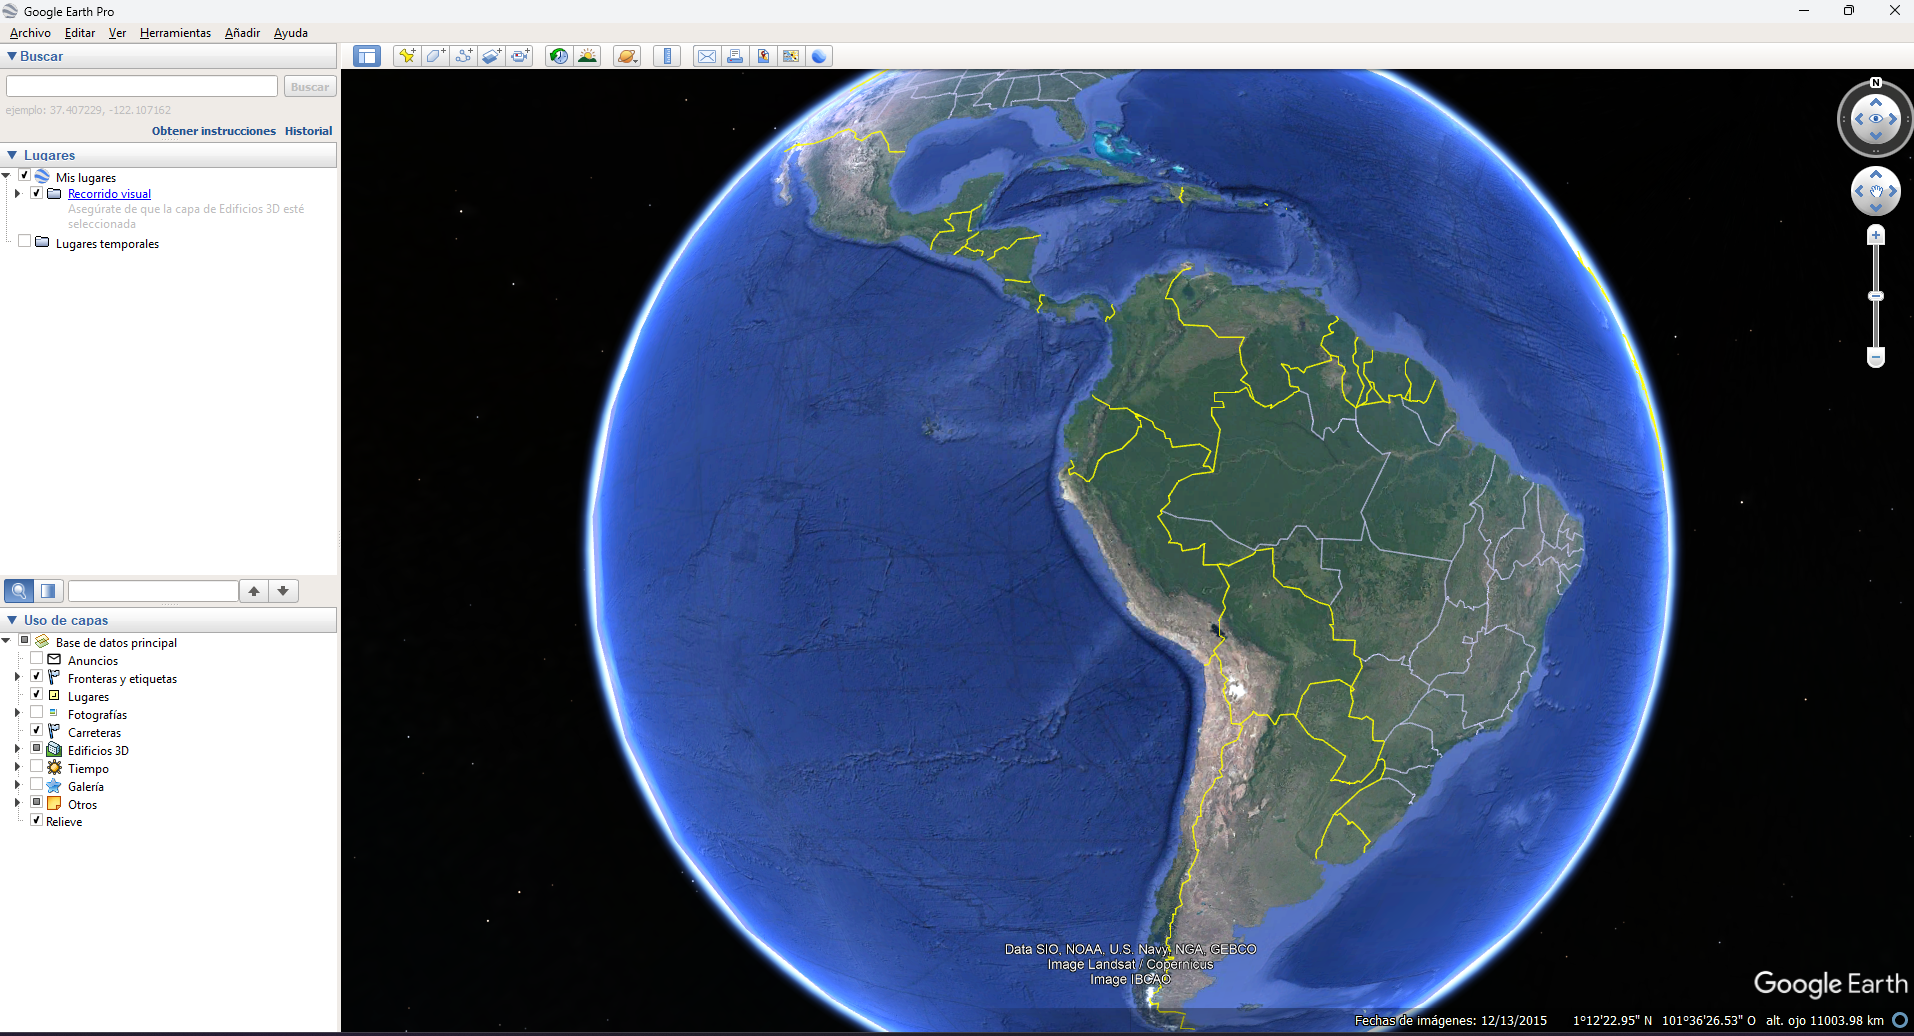 Google Earth Pro
Archivo Editar Ver Herramientas Añadir Ayuda
Buscar
Buscar
ejemplo: 37.407229, -122.107162
Obtener instrucciones Historial
Lugares
Mis lugares
Recorrido visual
Asegúrate de que la capa de Edificios 3D esté
seleccionada
Lugares temporales
Uso de capas
Base de datos principal
Anuncios
Fronteras y etiquetas
Lugares
Fotografías
Carreteras
Edificios 3D
Tiempo
Galería
Otros
Relieve
N
Data SIO, NOAA, U.S. Navy, NGA, GEBCO
Image Landsat / Copernicus
Image IBCAO
Google Earth
Fechas de imágenes: 12/13/2015 1°12'22.95" N 101°36'26.53" O alt. ojo 11003.98 km